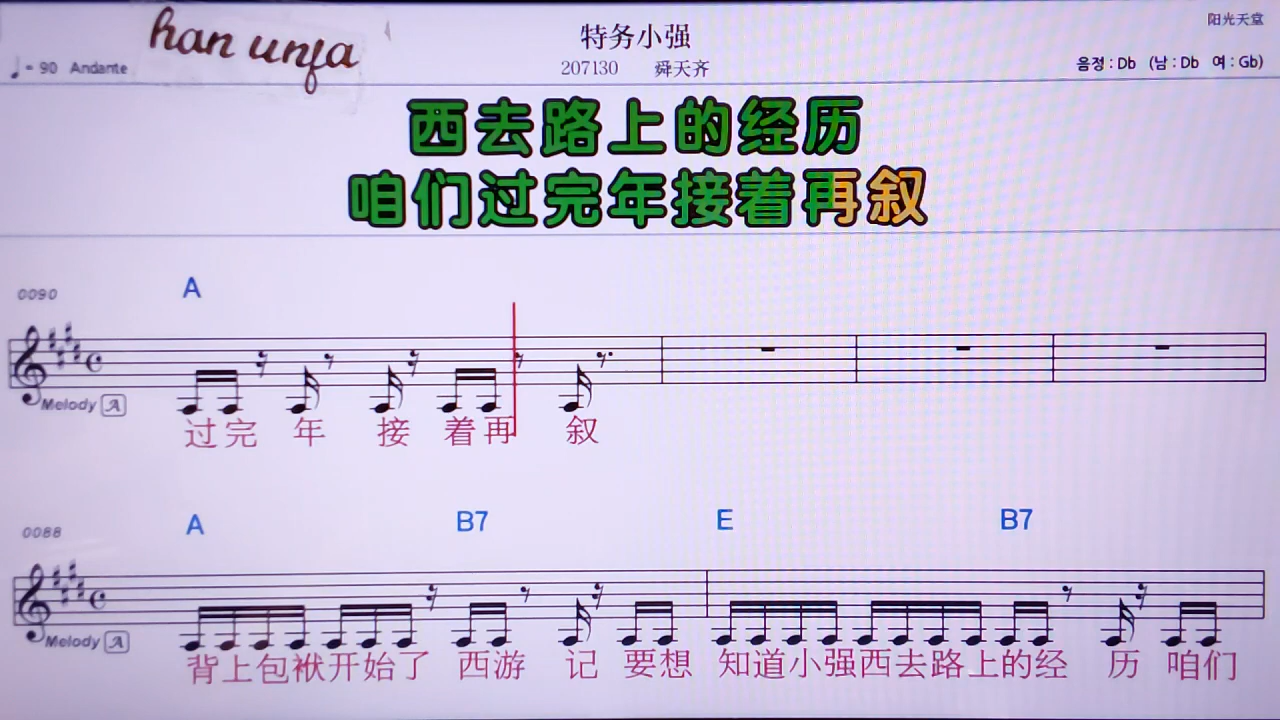 han unfa
特务小强
阳光天堂
♩= 90 Andante
207130 舜天齐
음정 : Db (남 : Db 여 : Gb)
西去路上的经历
咱们过完年接着再叙
0090
A
Melody A
过完 年 接 着再 叙
0088
A B7 E B7
Melody A
背上包袱开始了 西游 记 要想 知道小强西去路上的经 历 咱们